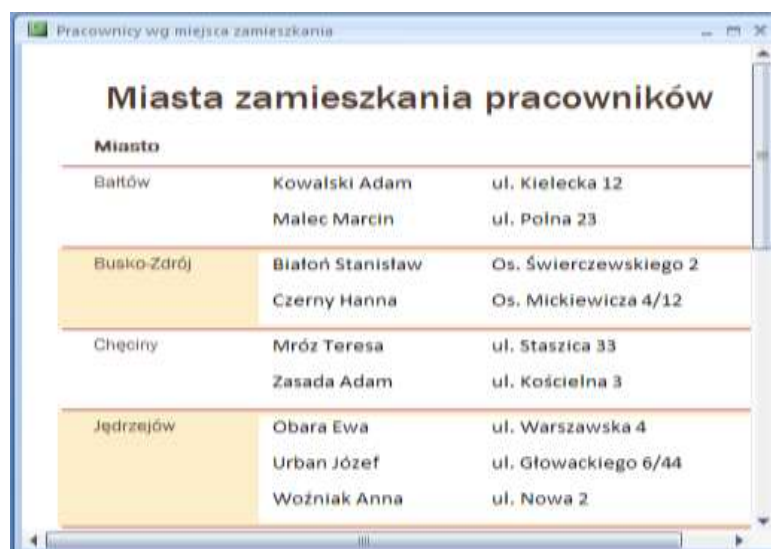 Pracownicy wg miejsca zamieszkania
Miasta zamieszkania pracowników
Miasto
Bałtów Kowalski Adam ul. Kielecka 12
Malec Marcin ul. Polna 23
Busko-Zdrój Białoń Stanisław Os. Świerczewskiego 2
Czerny Hanna Os. Mickiewicza 4/12
Chęciny Mróz Teresa ul. Staszica 33
Zasada Adam ul. Kościelna 3
Jędrzejów Obara Ewa ul. Warszawska 4
Urban Józef ul. Głowackiego 6/44
Woźniak Anna ul. Nowa 2